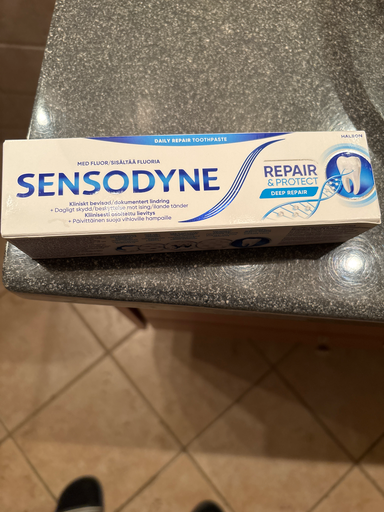 DAILY REPAIR TOOTHPASTE
HALEON
MED FLUOR/SISÄLTÄÄ FLUORIA
SENSODYNE
Kliniskt bevisad/dokumentert lindring
+ Dagligt skydd/beskyttelse mot ising/ilande tänder
Kliinisesti osoitettu lievitys
+ Päivittäinen suoja vihloville hampaille
REPAIR
& PROTECT
DEEP REPAIR